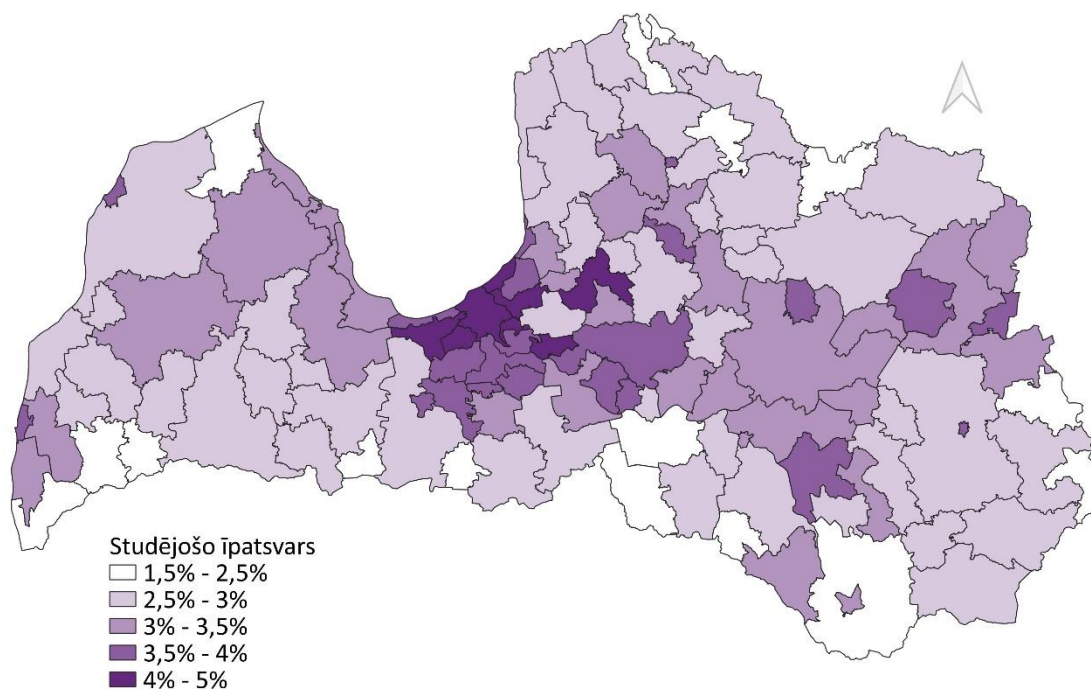 Studējošo īpatsvars
1,5% - 2,5%
2,5% - 3%
3% - 3,5%
3,5% - 4%
4% - 5%